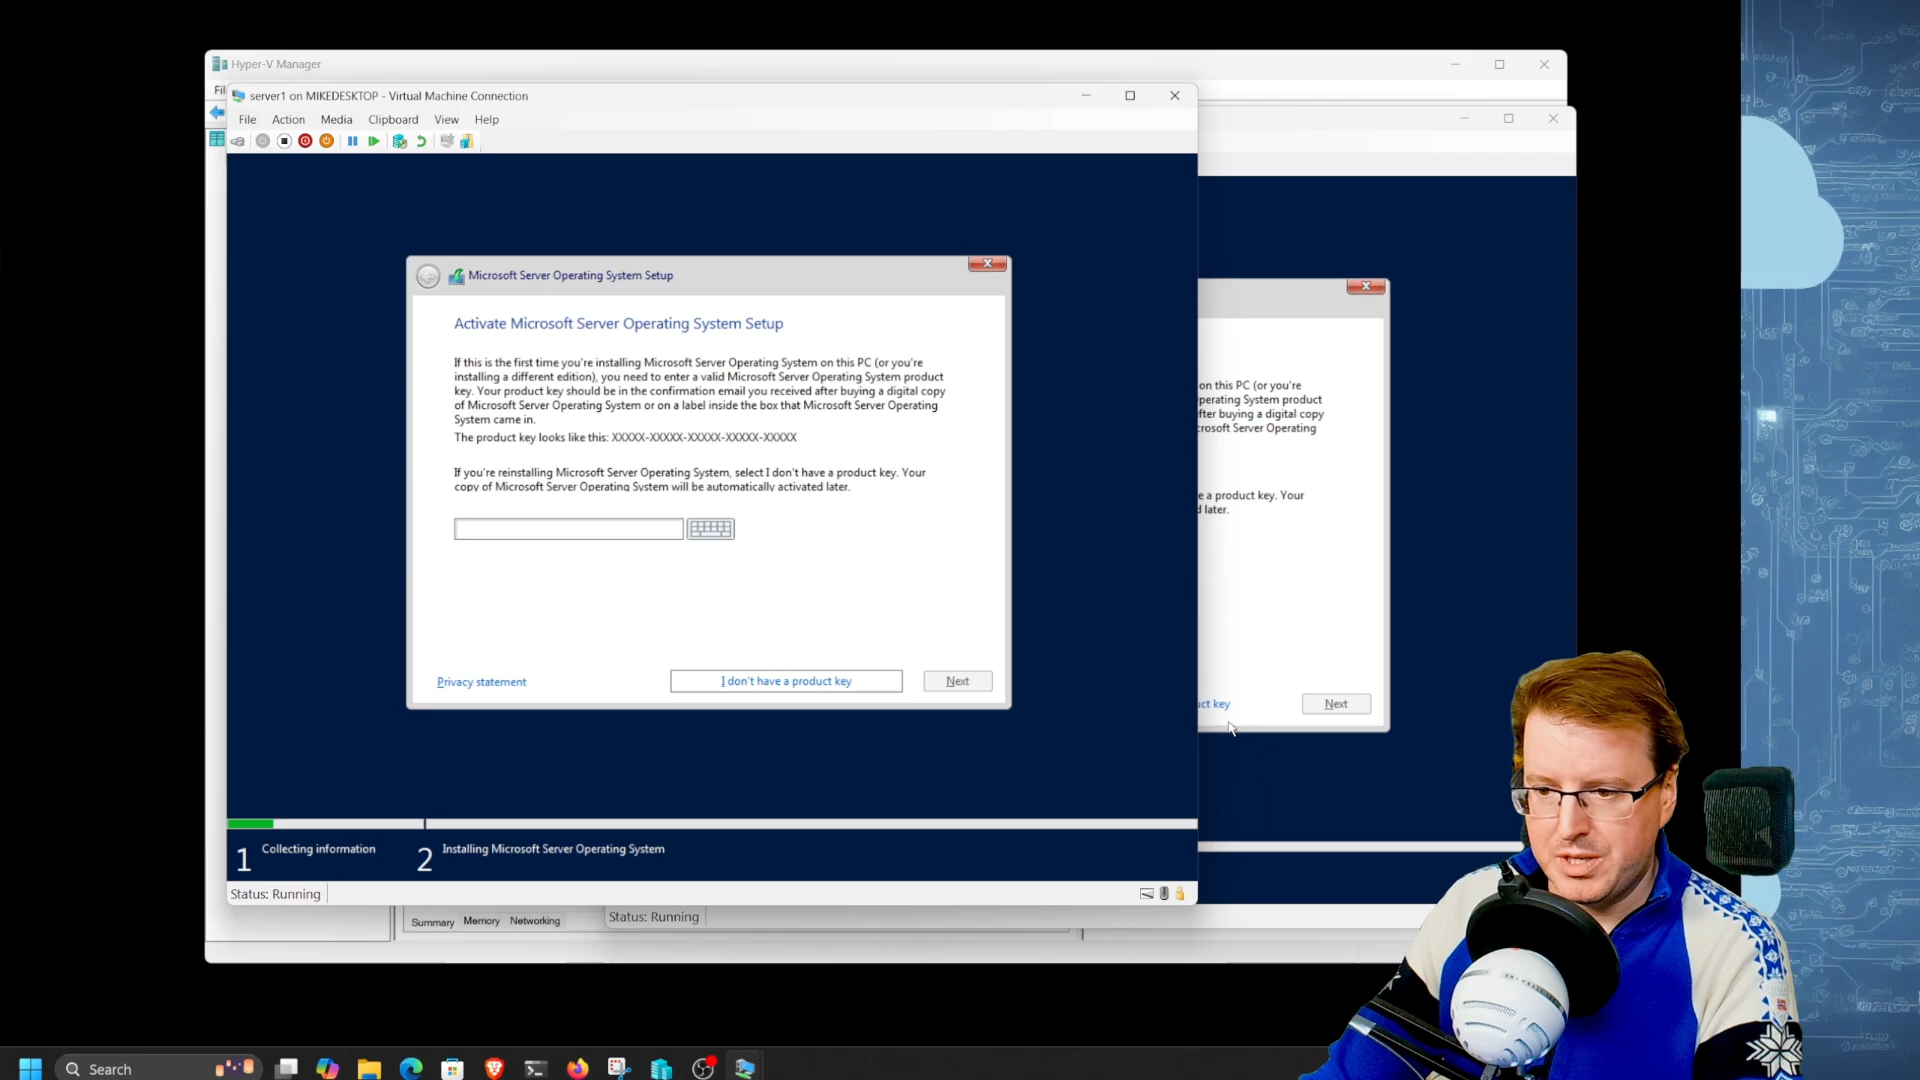 Hyper-V Manager
Fil
server1 on MIKEDESKTOP - Virtual Machine Connection
File Action Media Clipboard View Help
Microsoft Server Operating System Setup
Activate Microsoft Server Operating System Setup
If this is the first time you're installing Microsoft Server Operating System on this PC (or you're
installing a different edition), you need to enter a valid Microsoft Server Operating System product
key. Your product key should be in the confirmation email you received after buying a digital copy
of Microsoft Server Operating System or on a label inside the box that Microsoft Server Operating
System came in.
The product key looks like this: XXXXX-XXXXX-XXXXX-XXXXX-XXXXX
If you're reinstalling Microsoft Server Operating System, select I don't have a product key. Your
copy of Microsoft Server Operating System will be automatically activated later.
Privacy statement
I don't have a product key
Next
on this PC (or you're
perating System product
fter buying a digital copy
crosoft Server Operating
e a product key. Your
d later.
uct key
Next
1 Collecting information
2 Installing Microsoft Server Operating System
Status: Running
Summary Memory Networking
Status: Running
Search